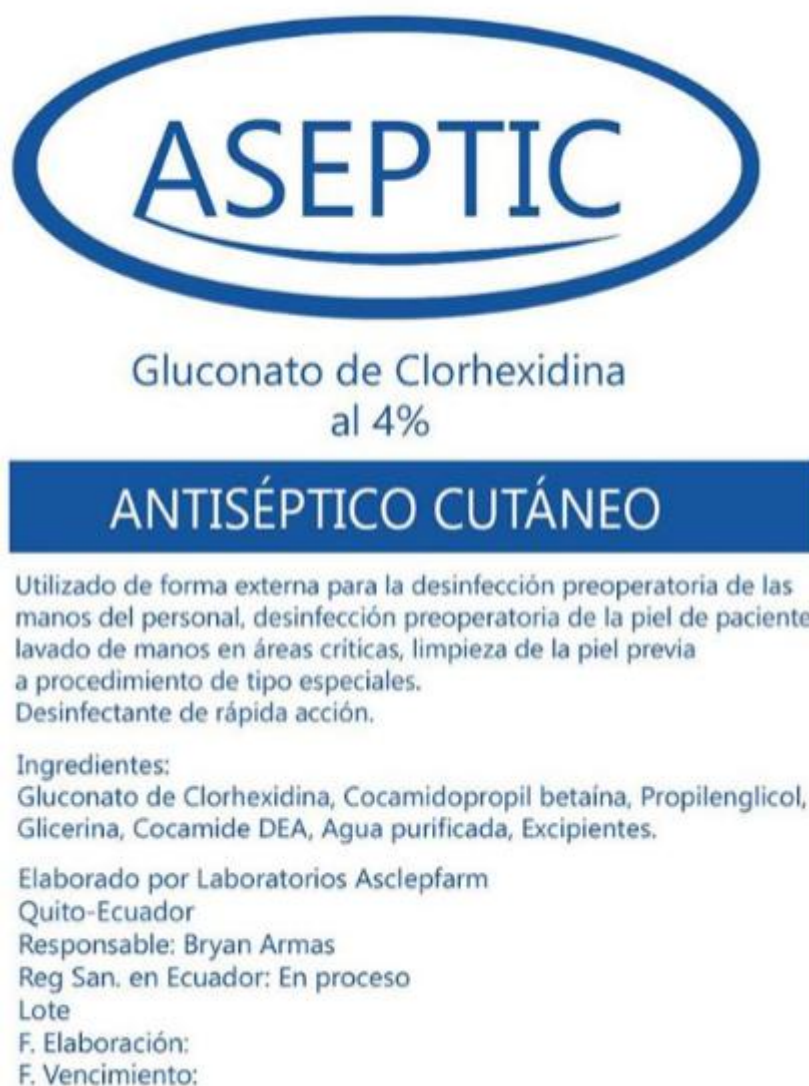 ASEPTIC
Gluconato de Clorhexidina
al 4%
ANTISÉPTICO CUTÁNEO
Utilizado de forma externa para la desinfección preoperatoria de las
manos del personal, desinfección preoperatoria de la piel de paciente
lavado de manos en áreas críticas, limpieza de la piel previa
a procedimiento de tipo especiales.
Desinfectante de rápida acción.
Ingredientes:
Gluconato de Clorhexidina, Cocamidopropil betaína, Propilenglicol,
Glicerina, Cocamide DEA, Agua purificada, Excipientes.
Elaborado por Laboratorios Asclepfarm
Quito-Ecuador
Responsable: Bryan Armas
Reg San. en Ecuador: En proceso
Lote
F. Elaboración:
F. Vencimiento: